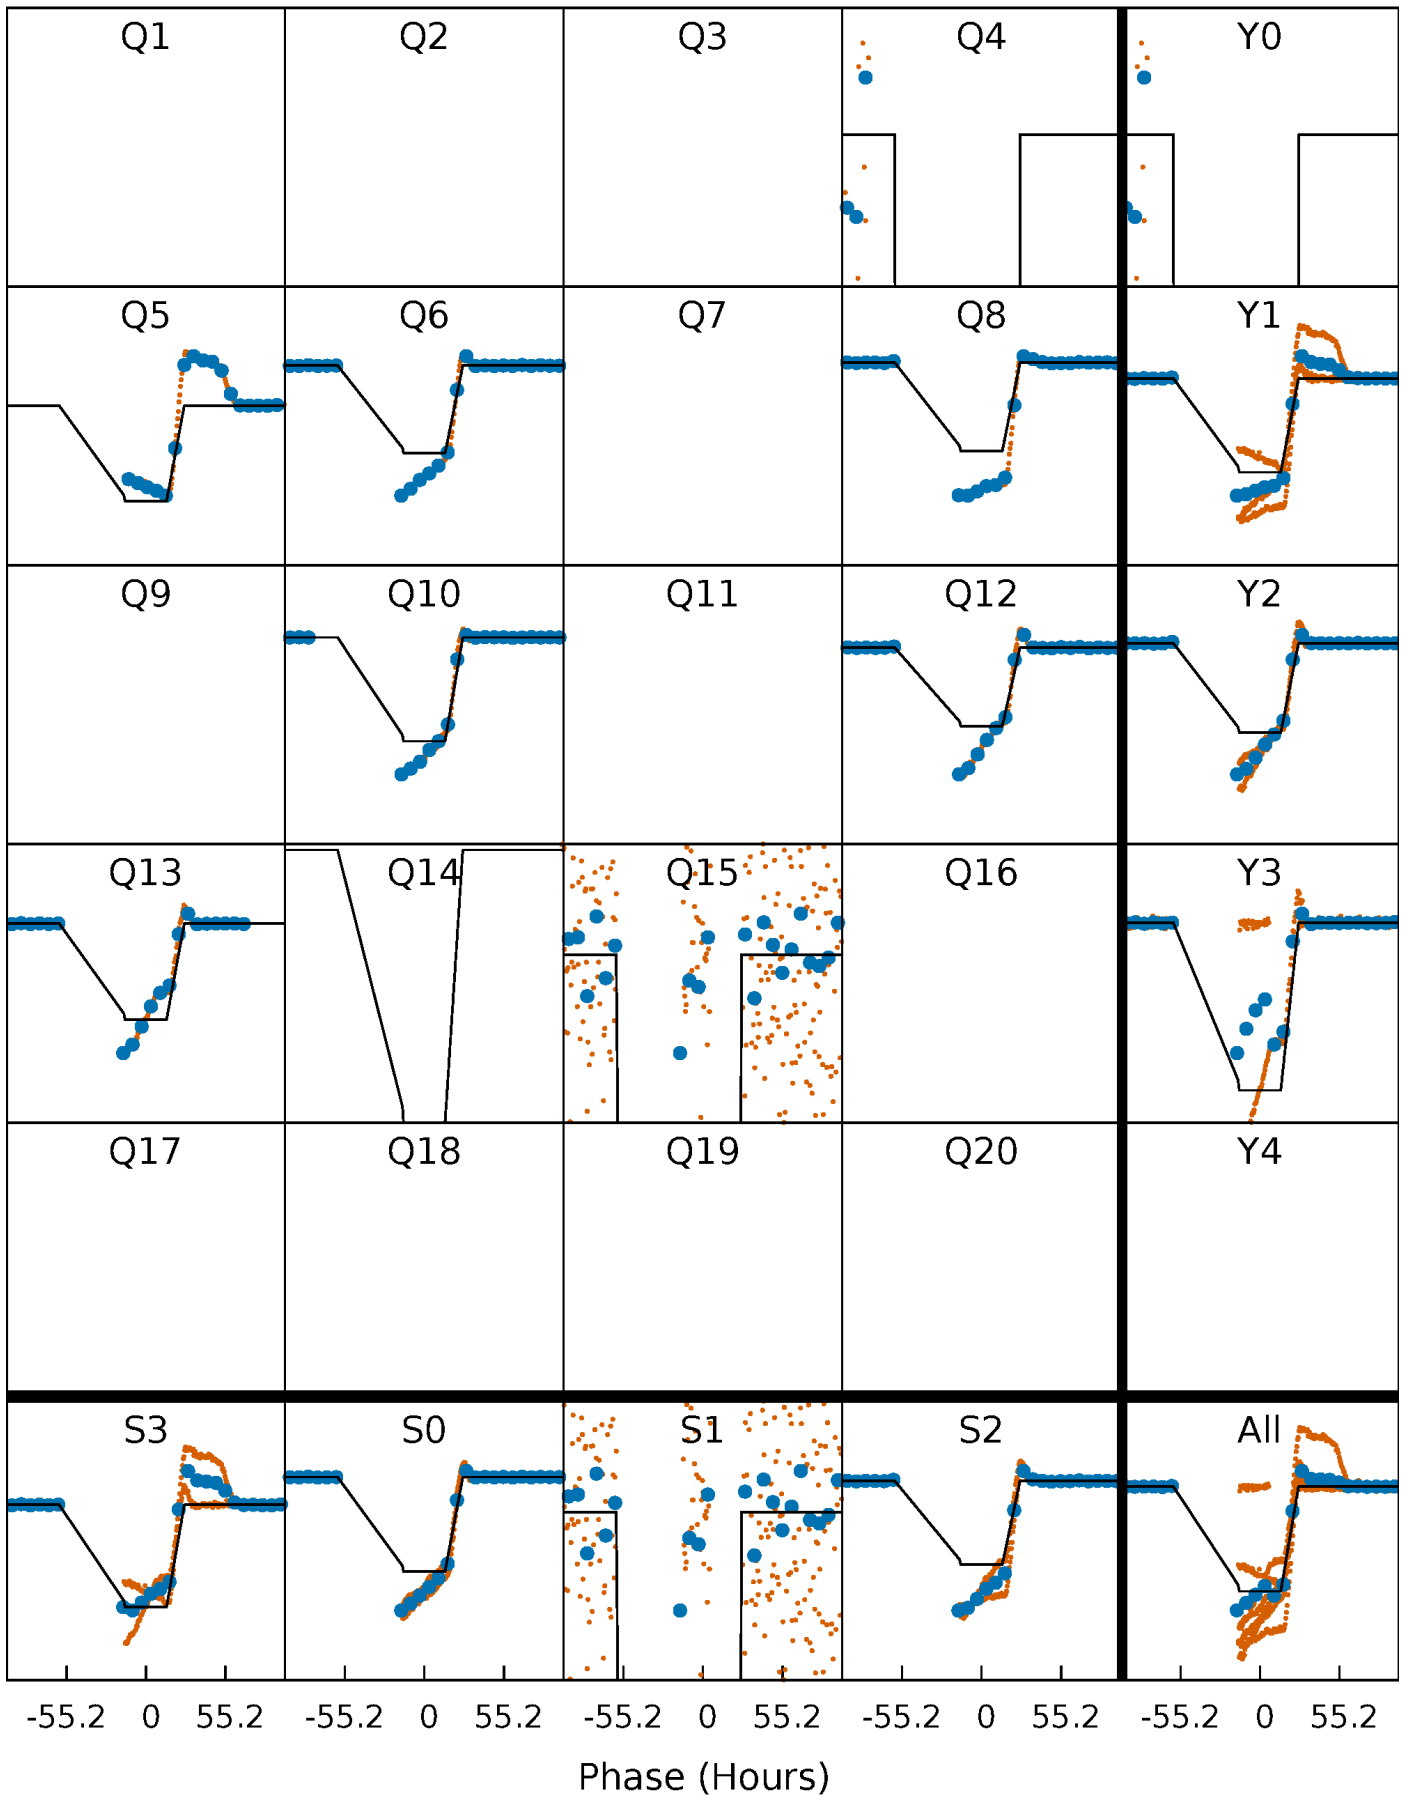 Q1 Q2 Q3 Q4 Y0
Q5 Q6 Q7 Q8 Y1
Q9 Q10 Q11 Q12 Y2
Q13 Q14 Q15 Q16 Y3
Q17 Q18 Q19 Q20 Y4
S3 S0 S1 S2 All
-55.2 0 55.2 -55.2 0 55.2 -55.2 0 55.2 -55.2 0 55.2 -55.2 0 55.2
Phase (Hours)